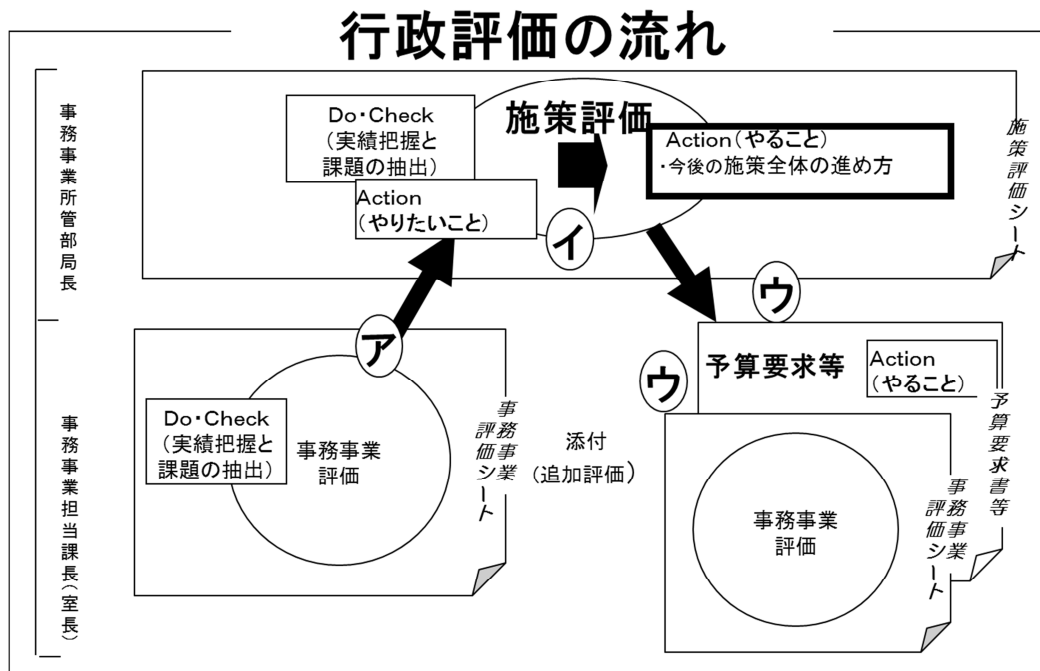 行政評価の流れ
事務事業所管部局長
Do・Check
(実績把握と
課題の抽出)
Action
(やりたいこと)
施策評価
Action(やること)
・今後の施策全体の進め方
施策評価シート
イ
ウ
ア
事務事業担当課長(室長)
Do・Check
(実績把握と
課題の抽出)
事務事業
評価
事務事業
評価シート
添付
(追加評価)
ウ
予算要求等
Action
(やること)
予算要求書等
事務事業
評価
事務事業
評価シート